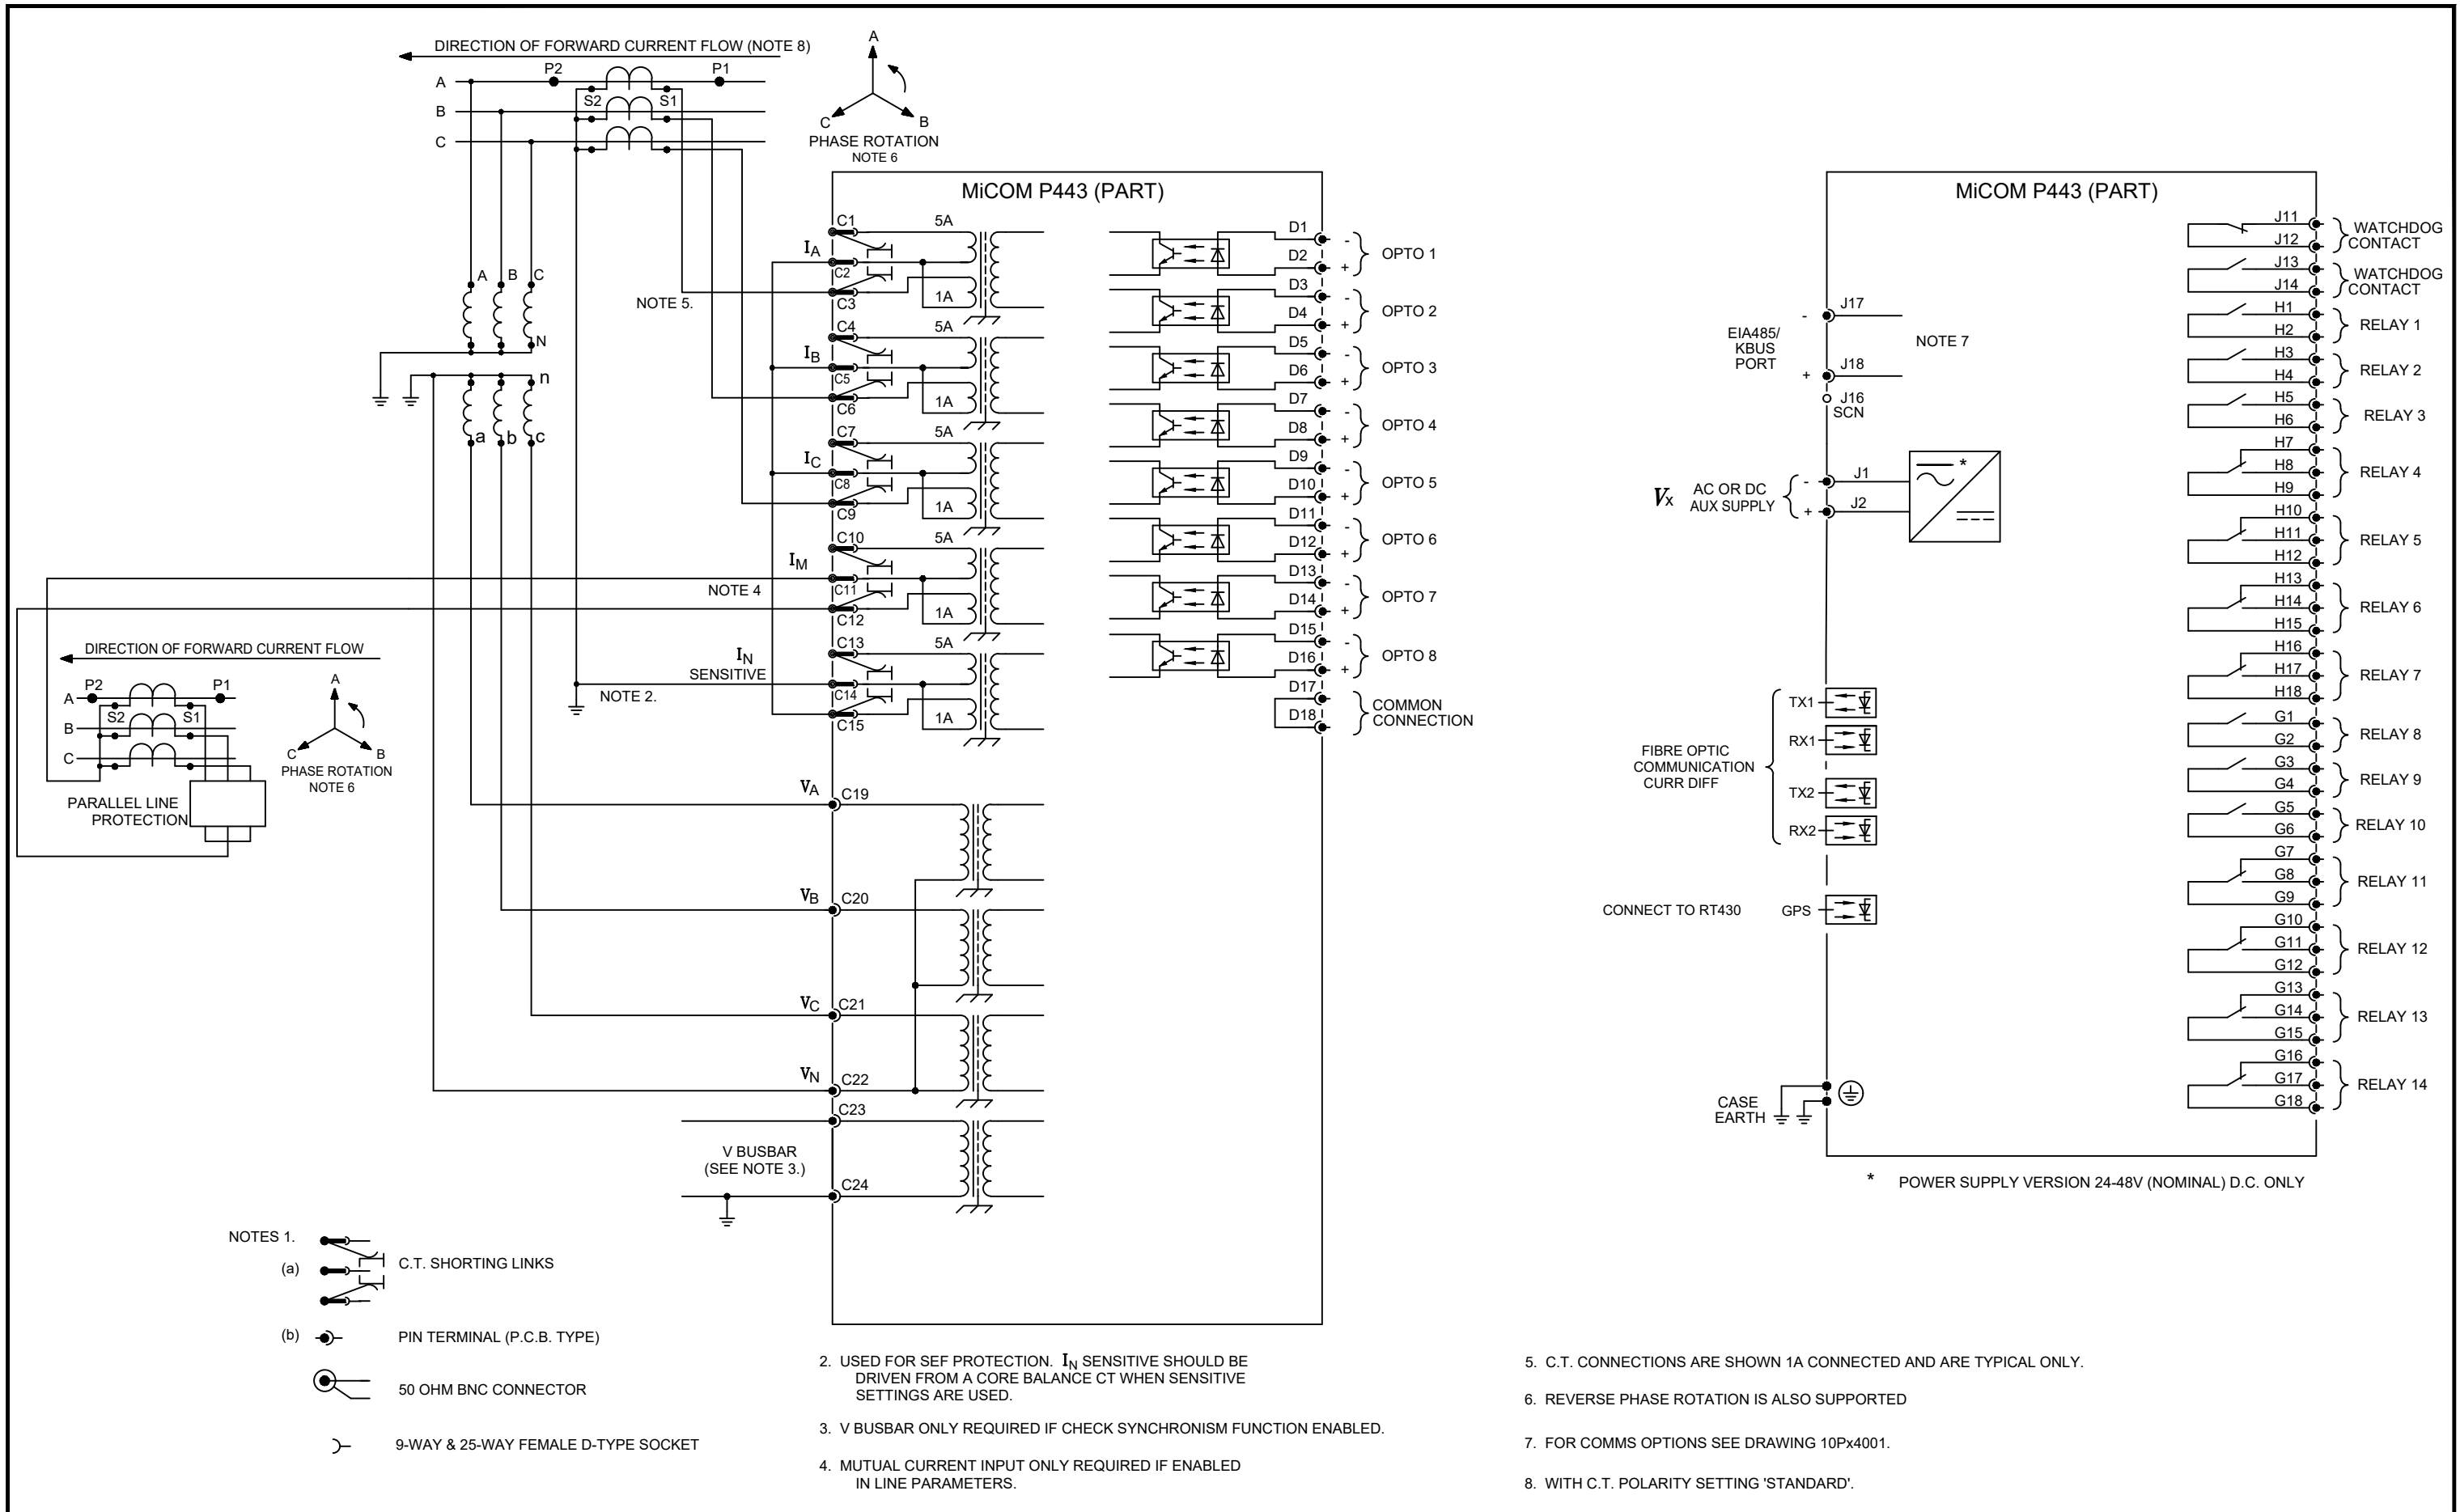 DIRECTION OF FORWARD CURRENT FLOW (NOTE 8)
A
P2
P1
S2
S1
B
C
A
C
B
PHASE ROTATION
NOTE 6
A
B
C
N
n
a
b
c
NOTE 5.
NOTE 4
NOTE 2.
MiCOM P443 (PART)
C1
5A
IA
C2
C3
1A
C4
5A
IB
C5
C6
1A
C7
5A
IC
C8
C9
1A
C10
5A
IM
C11
C12
1A
C13
5A
IN
SENSITIVE
C14
C15
1A
VA
C19
VB
C20
VC
C21
VN
C22
C23
V BUSBAR
(SEE NOTE 3.)
C24
D1
-
D2
+
OPTO 1
D3
-
D4
+
OPTO 2
D5
-
D6
+
OPTO 3
D7
-
D8
+
OPTO 4
D9
-
D10
+
OPTO 5
D11
-
D12
+
OPTO 6
D13
-
D14
+
OPTO 7
D15
-
D16
+
OPTO 8
D17
D18
COMMON
CONNECTION
DIRECTION OF FORWARD CURRENT FLOW
A
P2
P1
S2
S1
B
C
A
C
B
PHASE ROTATION
NOTE 6
PARALLEL LINE
PROTECTION
MiCOM P443 (PART)
- J17
EIA485/
KBUS
PORT
NOTE 7
+ J18
J16
SCN
Vx
AC OR DC
AUX SUPPLY
- J1
+ J2
*
TX1
RX1
FIBRE OPTIC
COMMUNICATION
CURR DIFF
TX2
RX2
CONNECT TO RT430
GPS
CASE
EARTH
J11
J12
WATCHDOG
CONTACT
J13
J14
WATCHDOG
CONTACT
H1
H2
RELAY 1
H3
H4
RELAY 2
H5
H6
RELAY 3
H7
H8
H9
RELAY 4
H10
H11
H12
RELAY 5
H13
H14
H15
RELAY 6
H16
H17
H18
RELAY 7
G1
G2
RELAY 8
G3
G4
RELAY 9
G5
G6
RELAY 10
G7
G8
G9
RELAY 11
G10
G11
G12
RELAY 12
G13
G14
G15
RELAY 13
G16
G17
G18
RELAY 14
* POWER SUPPLY VERSION 24-48V (NOMINAL) D.C. ONLY
NOTES 1.
(a)
C.T. SHORTING LINKS
(b)
PIN TERMINAL (P.C.B. TYPE)
50 OHM BNC CONNECTOR
9-WAY & 25-WAY FEMALE D-TYPE SOCKET
2. USED FOR SEF PROTECTION. IN SENSITIVE SHOULD BE
DRIVEN FROM A CORE BALANCE CT WHEN SENSITIVE
SETTINGS ARE USED.
3. V BUSBAR ONLY REQUIRED IF CHECK SYNCHRONISM FUNCTION ENABLED.
4. MUTUAL CURRENT INPUT ONLY REQUIRED IF ENABLED
IN LINE PARAMETERS.
5. C.T. CONNECTIONS ARE SHOWN 1A CONNECTED AND ARE TYPICAL ONLY.
6. REVERSE PHASE ROTATION IS ALSO SUPPORTED
7. FOR COMMS OPTIONS SEE DRAWING 10Px4001.
8. WITH C.T. POLARITY SETTING 'STANDARD'.